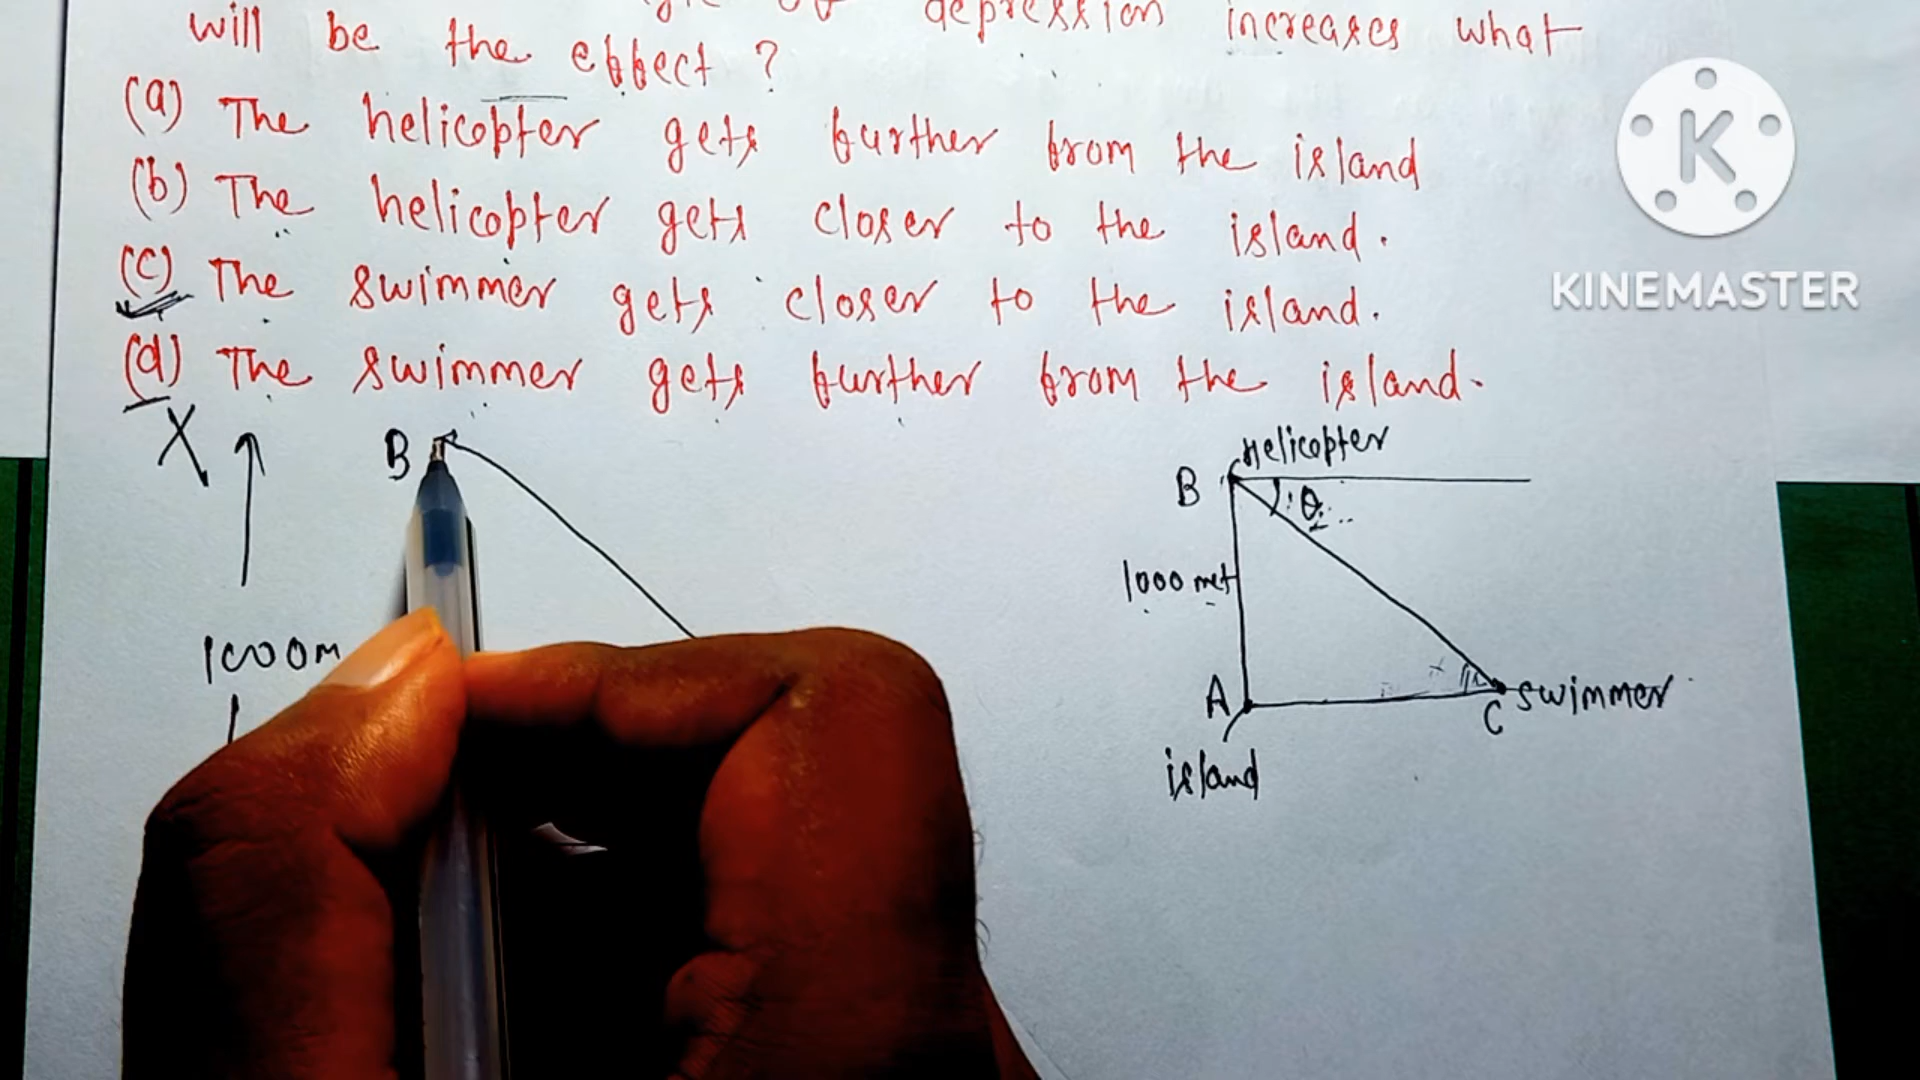 depression increases what
will be the effect ?
(a) The helicopter gets further from the island
(b) The helicopter gets closer to the island.
(c) The swimmer gets closer to the island.
(d) The swimmer gets further from the island.
X
B
1000m
Helicopter
B
θ
1000 met
A
C
swimmer
island
K
KINEMASTER